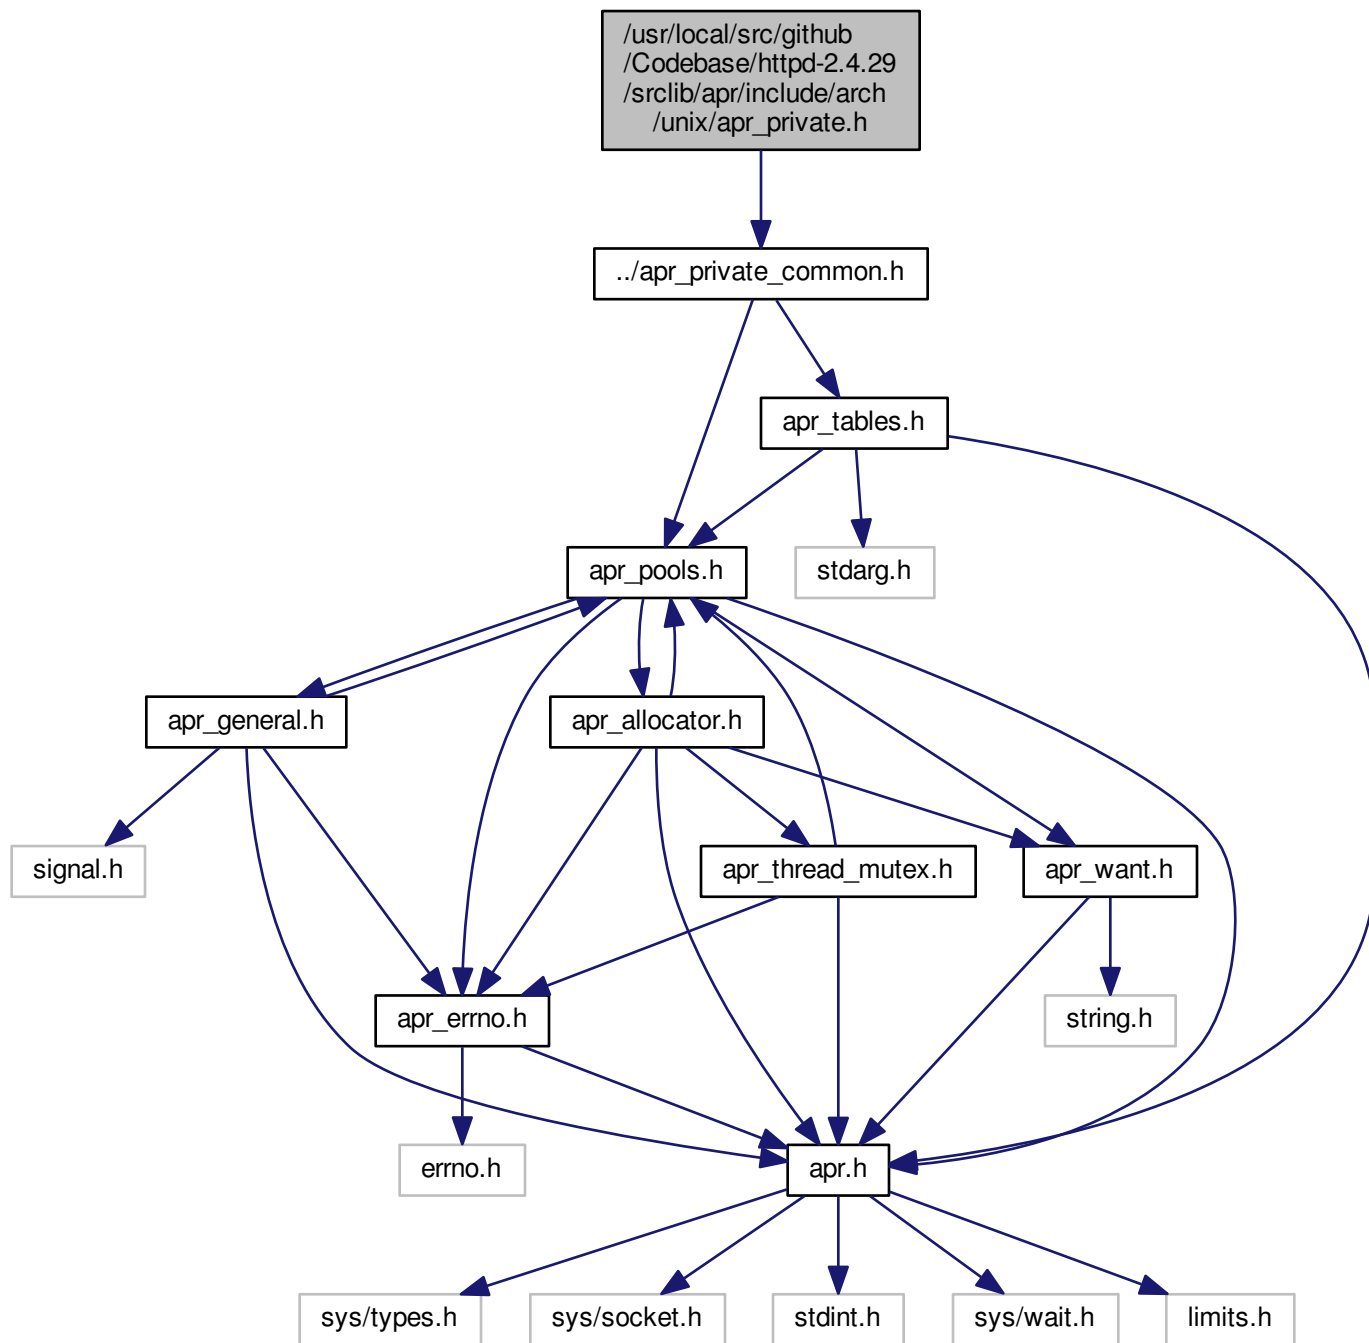 /usr/local/src/github
/Codebase/httpd-2.4.29
/srclib/apr/include/arch
/unix/apr_private.h
../apr_private_common.h
apr_tables.h
apr_pools.h
stdarg.h
apr_general.h
apr_allocator.h
signal.h
apr_thread_mutex.h
apr_want.h
apr_errno.h
string.h
errno.h
apr.h
sys/types.h
sys/socket.h
stdint.h
sys/wait.h
limits.h